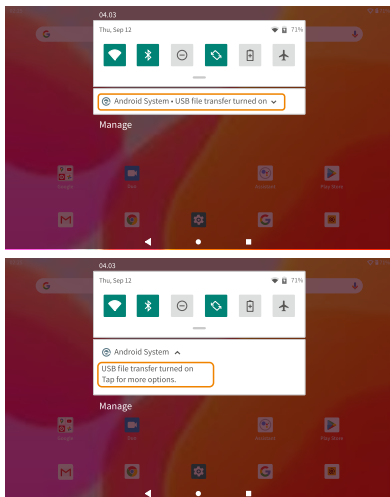 04.03
Thu, Sep 12
71%
Android System • USB file transfer turned on
Manage
Google
Duo
Assistant
Play Store
04.03
Thu, Sep 12
71%
Android System
USB file transfer turned on
Tap for more options.
Manage
Google
Duo
Assistant
Play Store